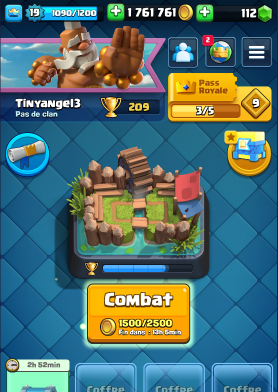 19 1090/1200 1 761 761 112
2
Pass
Royale
3/5
9
Tinyangel3
Pas de clan
209
Combat
1500/2500
Fin dans : 13h 5min
2h 52min
Coffre Coffre Coffre